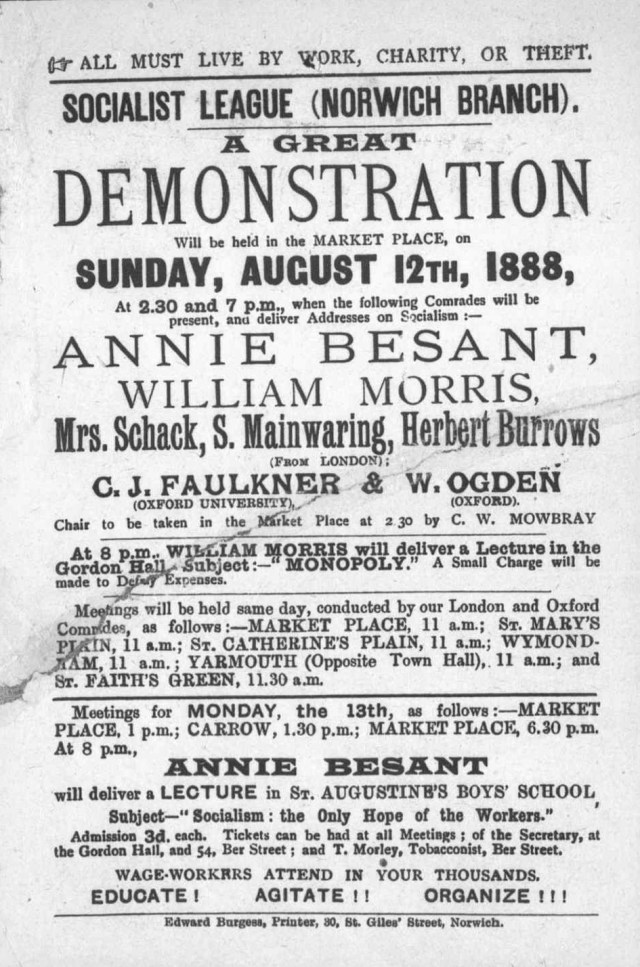 ☞ ALL MUST LIVE BY WORK, CHARITY, OR THEFT.
SOCIALIST LEAGUE (NORWICH BRANCH).
A GREAT
DEMONSTRATION
Will be held in the MARKET PLACE, on
SUNDAY, AUGUST 12TH, 1888,
At 2.30 and 7 p.m., when the following Comrades will be
present, and deliver Addresses on Socialism :—
ANNIE BESANT,
WILLIAM MORRIS,
Mrs. Schack, S. Mainwaring, Herbert Burrows
(FROM LONDON);
C. J. FAULKNER & W. OGDEN
(OXFORD UNIVERSITY), (OXFORD).
Chair to be taken in the Market Place at 2 30 by C. W. MOWBRAY
At 8 p.m., WILLIAM MORRIS will deliver a Lecture in the
Gordon Hall. Subject:—"MONOPOLY." A Small Charge will be
made to Defray Expenses.
Meetings will be held same day, conducted by our London and Oxford
Comrades, as follows:—MARKET PLACE, 11 a.m.; ST. MARY'S
PLAIN, 11 a.m.; ST. CATHERINE'S PLAIN, 11 a.m.; WYMOND-
HAM, 11 a.m.; YARMOUTH (Opposite Town Hall), 11 a.m.; and
ST. FAITH'S GREEN, 11.30 a.m.
Meetings for MONDAY, the 13th, as follows:—MARKET
PLACE, 1 p.m.; CARROW, 1.30 p.m.; MARKET PLACE, 6.30 p.m.
At 8 p.m.,
ANNIE BESANT
will deliver a LECTURE in ST. AUGUSTINE'S BOYS' SCHOOL,
Subject—"Socialism: the Only Hope of the Workers."
Admission 3d. each. Tickets can be had at all Meetings; of the Secretary, at
the Gordon Hall, and 54, Ber Street; and T. Morley, Tobacconist, Ber Street.
WAGE-WORKERS ATTEND IN YOUR THOUSANDS.
EDUCATE! AGITATE!! ORGANIZE!!!
Edward Burgess, Printer, 30, St. Giles' Street, Norwich.